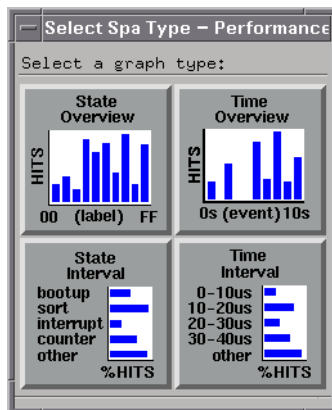 Select Spa Type – Performance
Select a graph type:
State
Overview
HITS
00 (label) FF
Time
Overview
HITS
0s (event) 10s
State
Interval
bootup
sort
interrupt
counter
other
%HITS
Time
Interval
0-10us
10-20us
20-30us
30-40us
other
%HITS